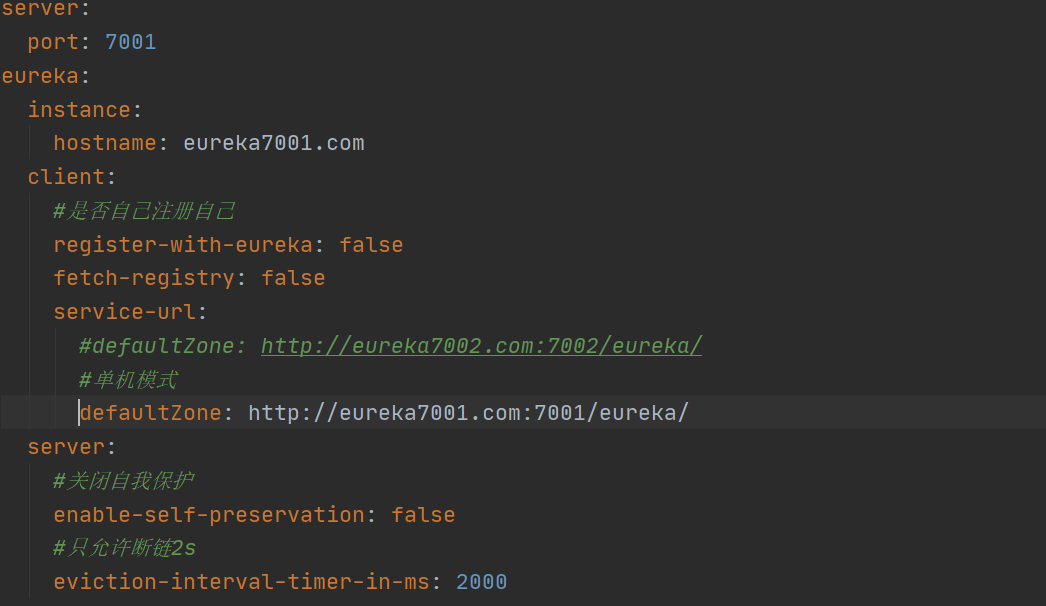 server:
  port: 7001
eureka:
  instance:
    hostname: eureka7001.com
  client:
    #是否自己注册自己
    register-with-eureka: false
    fetch-registry: false
    service-url:
      #defaultZone: http://eureka7002.com:7002/eureka/
      #单机模式
      defaultZone: http://eureka7001.com:7001/eureka/
  server:
    #关闭自我保护
    enable-self-preservation: false
    #只允许断链2s
    eviction-interval-timer-in-ms: 2000